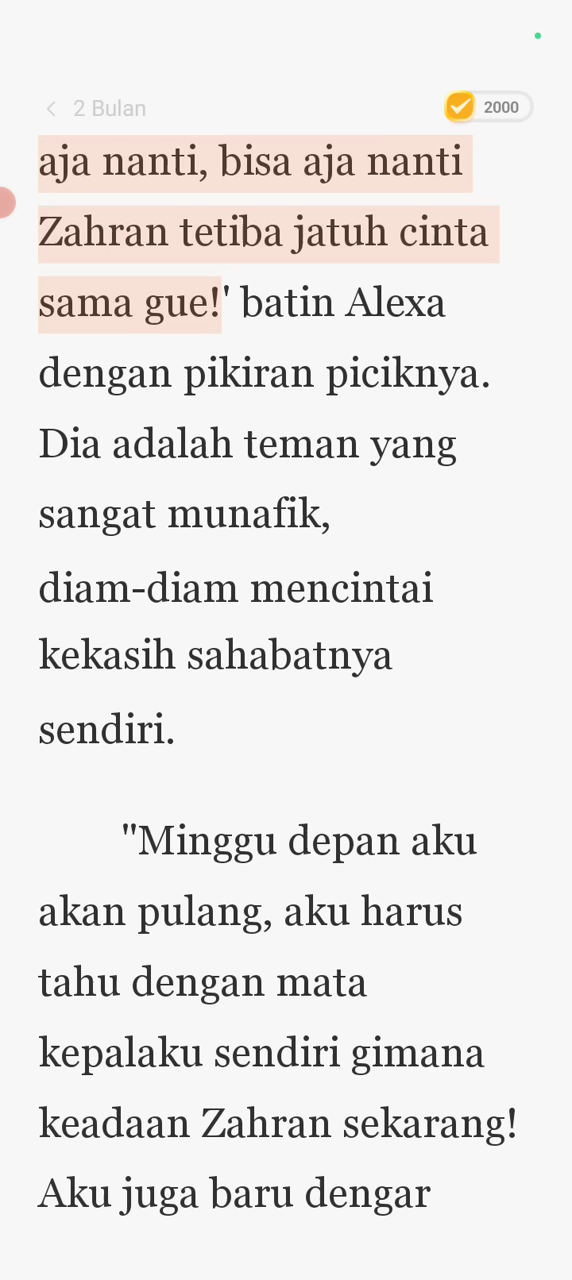 2 Bulan
2000
aja nanti, bisa aja nanti
Zahran tetiba jatuh cinta
sama gue!' batin Alexa
dengan pikiran piciknya.
Dia adalah teman yang
sangat munafik,
diam-diam mencintai
kekasih sahabatnya
sendiri.
"Minggu depan aku
akan pulang, aku harus
tahu dengan mata
kepalaku sendiri gimana
keadaan Zahran sekarang!
Aku juga baru dengar